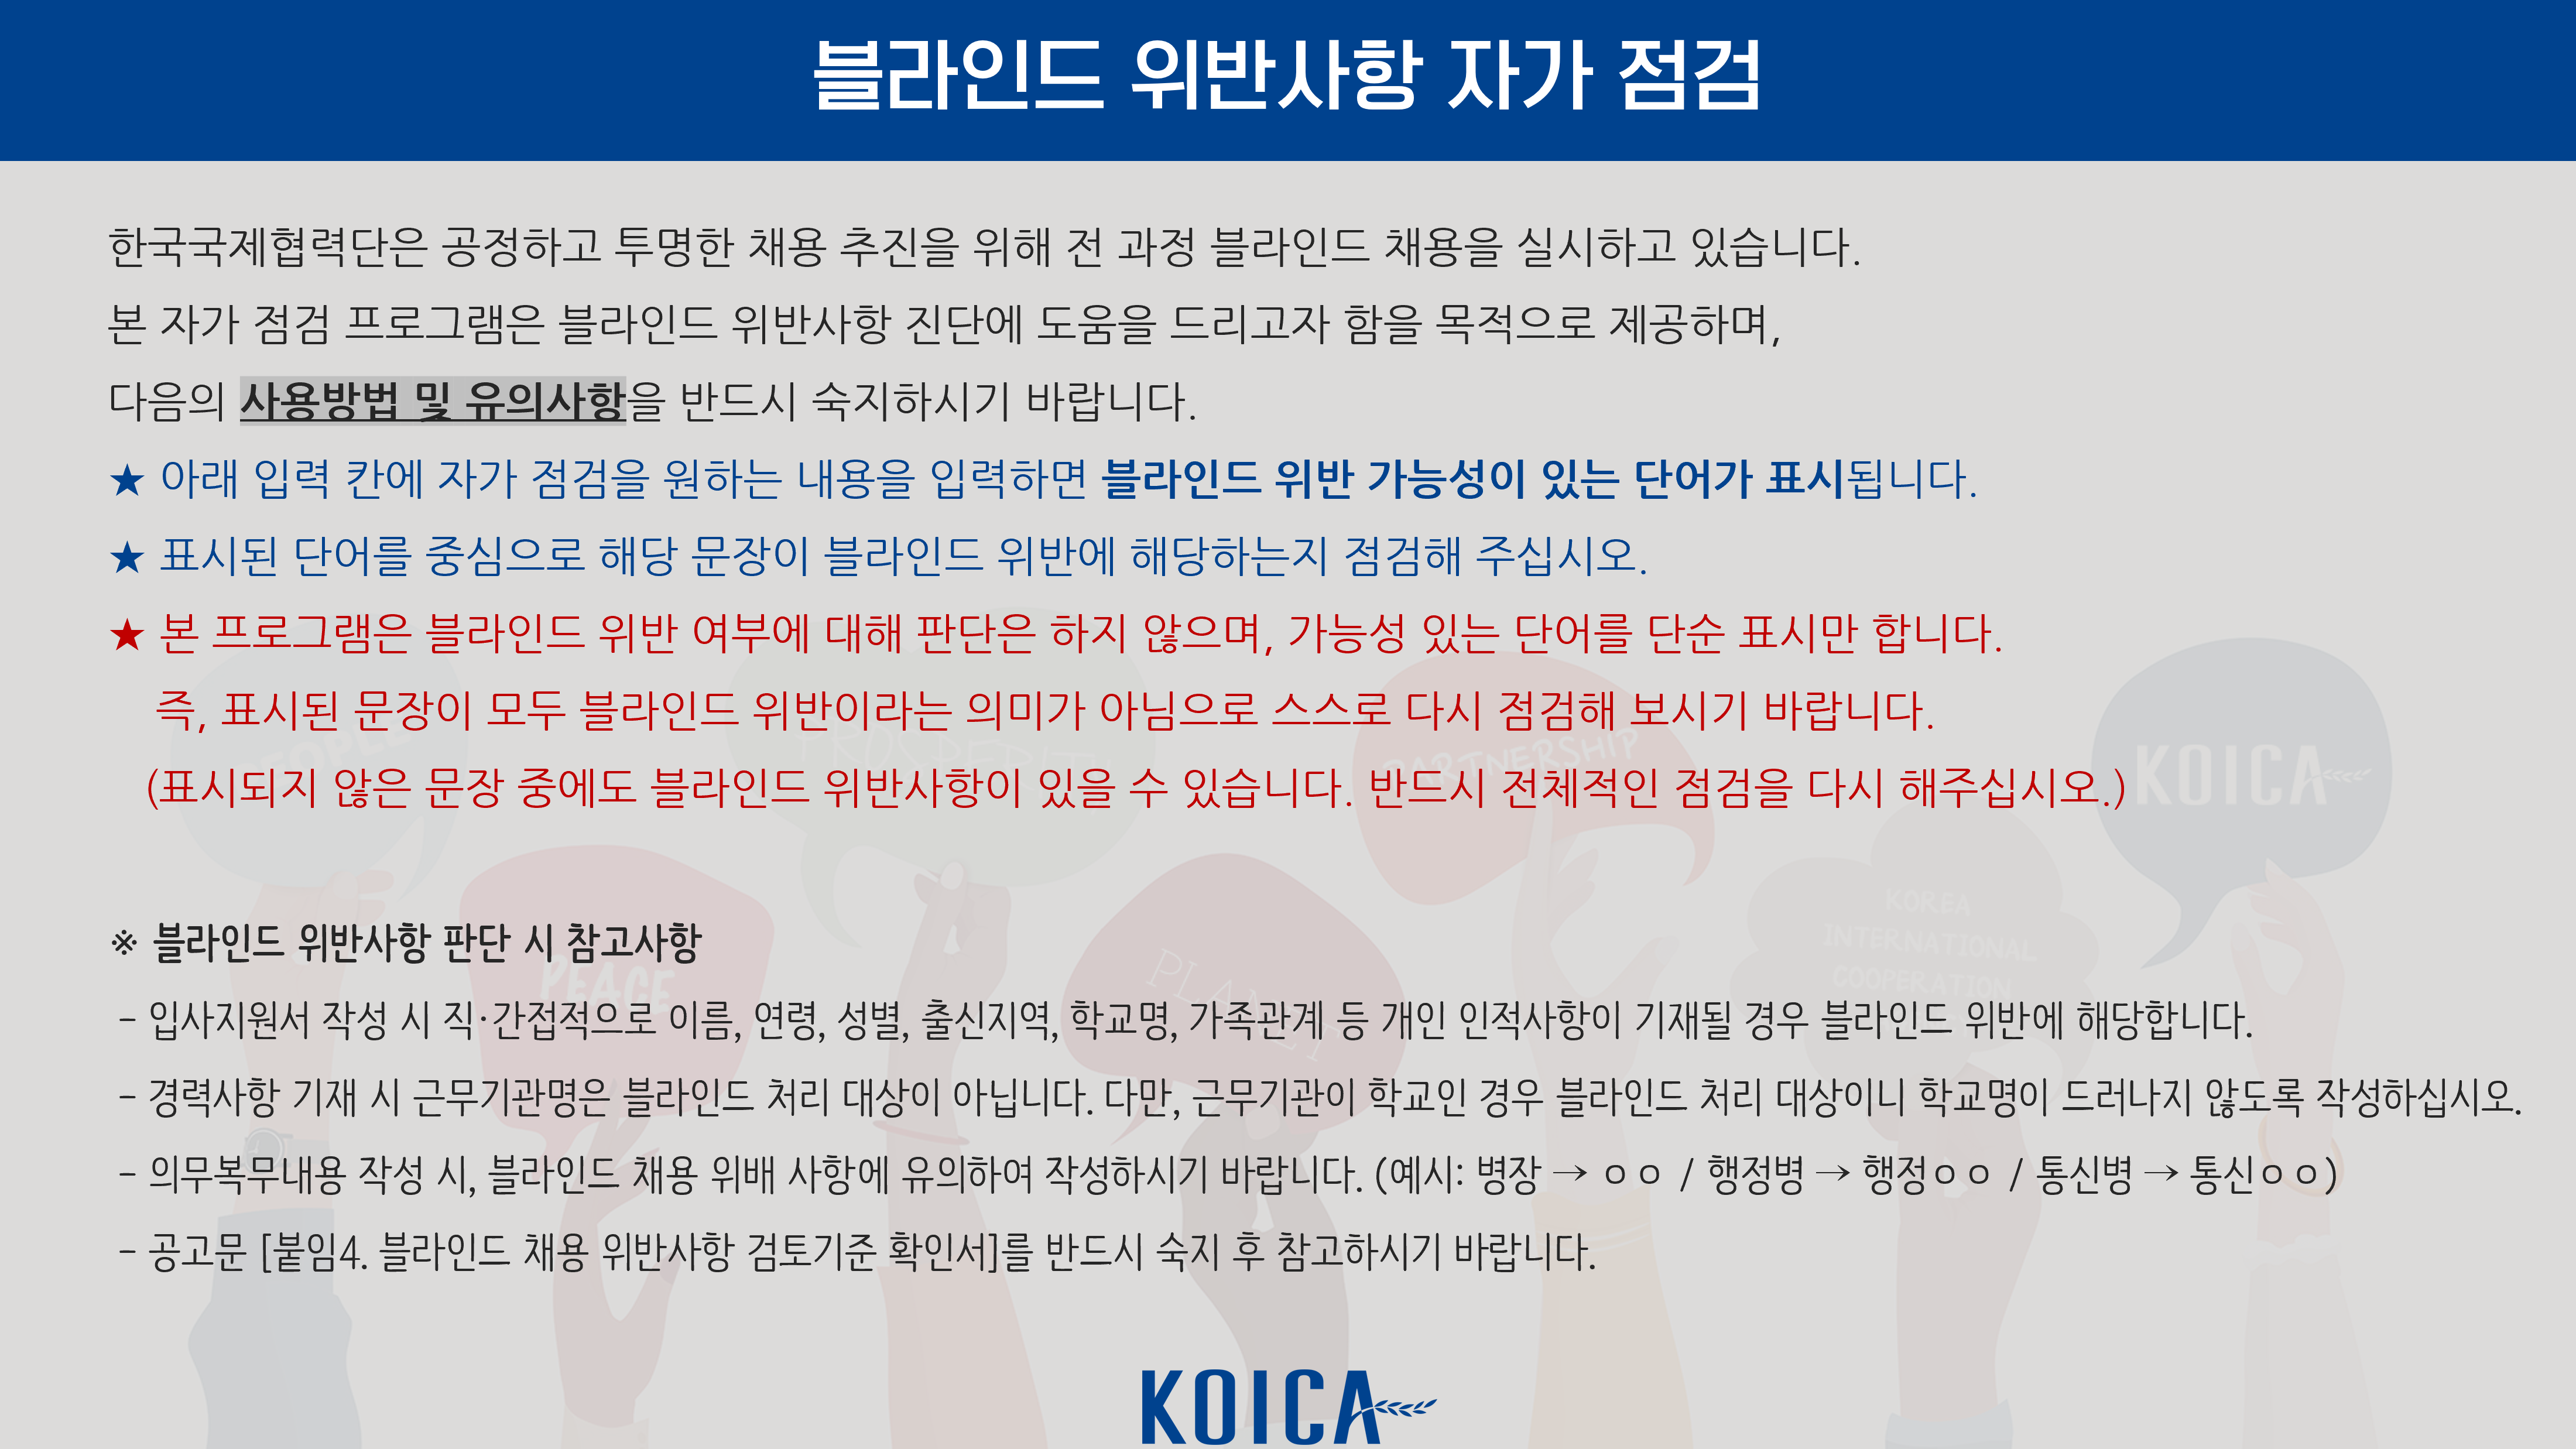 블라인드 위반사항 자가 점검
한국국제협력단은 공정하고 투명한 채용 추진을 위해 전 과정 블라인드 채용을 실시하고 있습니다.
본 자가 점검 프로그램은 블라인드 위반사항 진단에 도움을 드리고자 함을 목적으로 제공하며,
다음의 사용방법 및 유의사항을 반드시 숙지하시기 바랍니다.
★ 아래 입력 칸에 자가 점검을 원하는 내용을 입력하면 블라인드 위반 가능성이 있는 단어가 표시됩니다.
★ 표시된 단어를 중심으로 해당 문장이 블라인드 위반에 해당하는지 점검해 주십시오.
★ 본 프로그램은 블라인드 위반 여부에 대해 판단은 하지 않으며, 가능성 있는 단어를 단순 표시만 합니다.
즉, 표시된 문장이 모두 블라인드 위반이라는 의미가 아님으로 스스로 다시 점검해 보시기 바랍니다.
(표시되지 않은 문장 중에도 블라인드 위반사항이 있을 수 있습니다. 반드시 전체적인 점검을 다시 해주십시오.)
PEOPLE
PROSPERITY
PARTNERSHIP
KOICA
PEACE
PLANET
KOREA
INTERNATIONAL
COOPERATION
※ 블라인드 위반사항 판단 시 참고사항
- 입사지원서 작성 시 직·간접적으로 이름, 연령, 성별, 출신지역, 학교명, 가족관계 등 개인 인적사항이 기재될 경우 블라인드 위반에 해당합니다.
- 경력사항 기재 시 근무기관명은 블라인드 처리 대상이 아닙니다. 다만, 근무기관이 학교인 경우 블라인드 처리 대상이니 학교명이 드러나지 않도록 작성하십시오.
- 의무복무내용 작성 시, 블라인드 채용 위배 사항에 유의하여 작성하시기 바랍니다. (예시: 병장 → ㅇㅇ / 행정병 → 행정ㅇㅇ / 통신병 → 통신ㅇㅇ)
- 공고문 [붙임4. 블라인드 채용 위반사항 검토기준 확인서]를 반드시 숙지 후 참고하시기 바랍니다.
KOICA